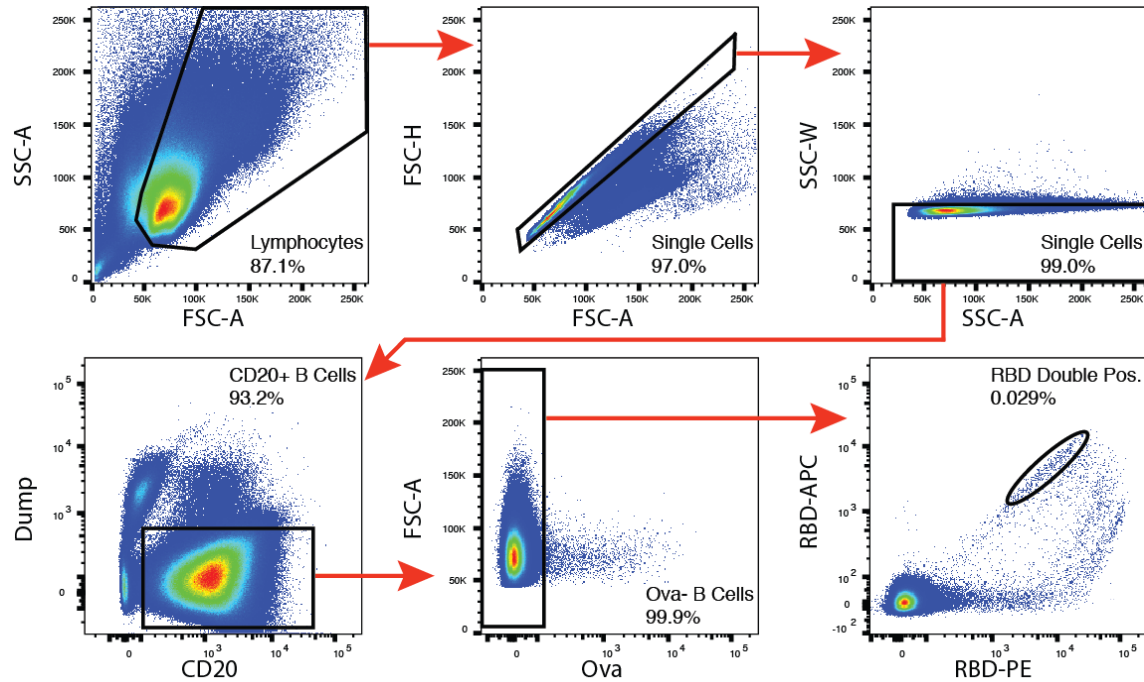 250K
200K
150K
100K
50K
0
SSC-A
Lymphocytes
87.1%
0 50K 100K 150K 200K 250K
FSC-A
250K
200K
150K
100K
50K
0
FSC-H
Single Cells
97.0%
0 50K 100K 150K 200K 250K
FSC-A
250K
200K
150K
100K
50K
0
SSC-W
Single Cells
99.0%
0 50K 100K 150K 200K 250K
SSC-A
10^5
10^4
10^3
0
Dump
CD20+ B Cells
93.2%
0 10^3 10^4 10^5
CD20
250K
200K
150K
100K
50K
0
FSC-A
Ova- B Cells
99.9%
0 10^3 10^4 10^5
Ova
10^5
10^4
10^3
10^2
0
-10^2
RBD-APC
RBD Double Pos.
0.029%
0 10^3 10^4 10^5
RBD-PE